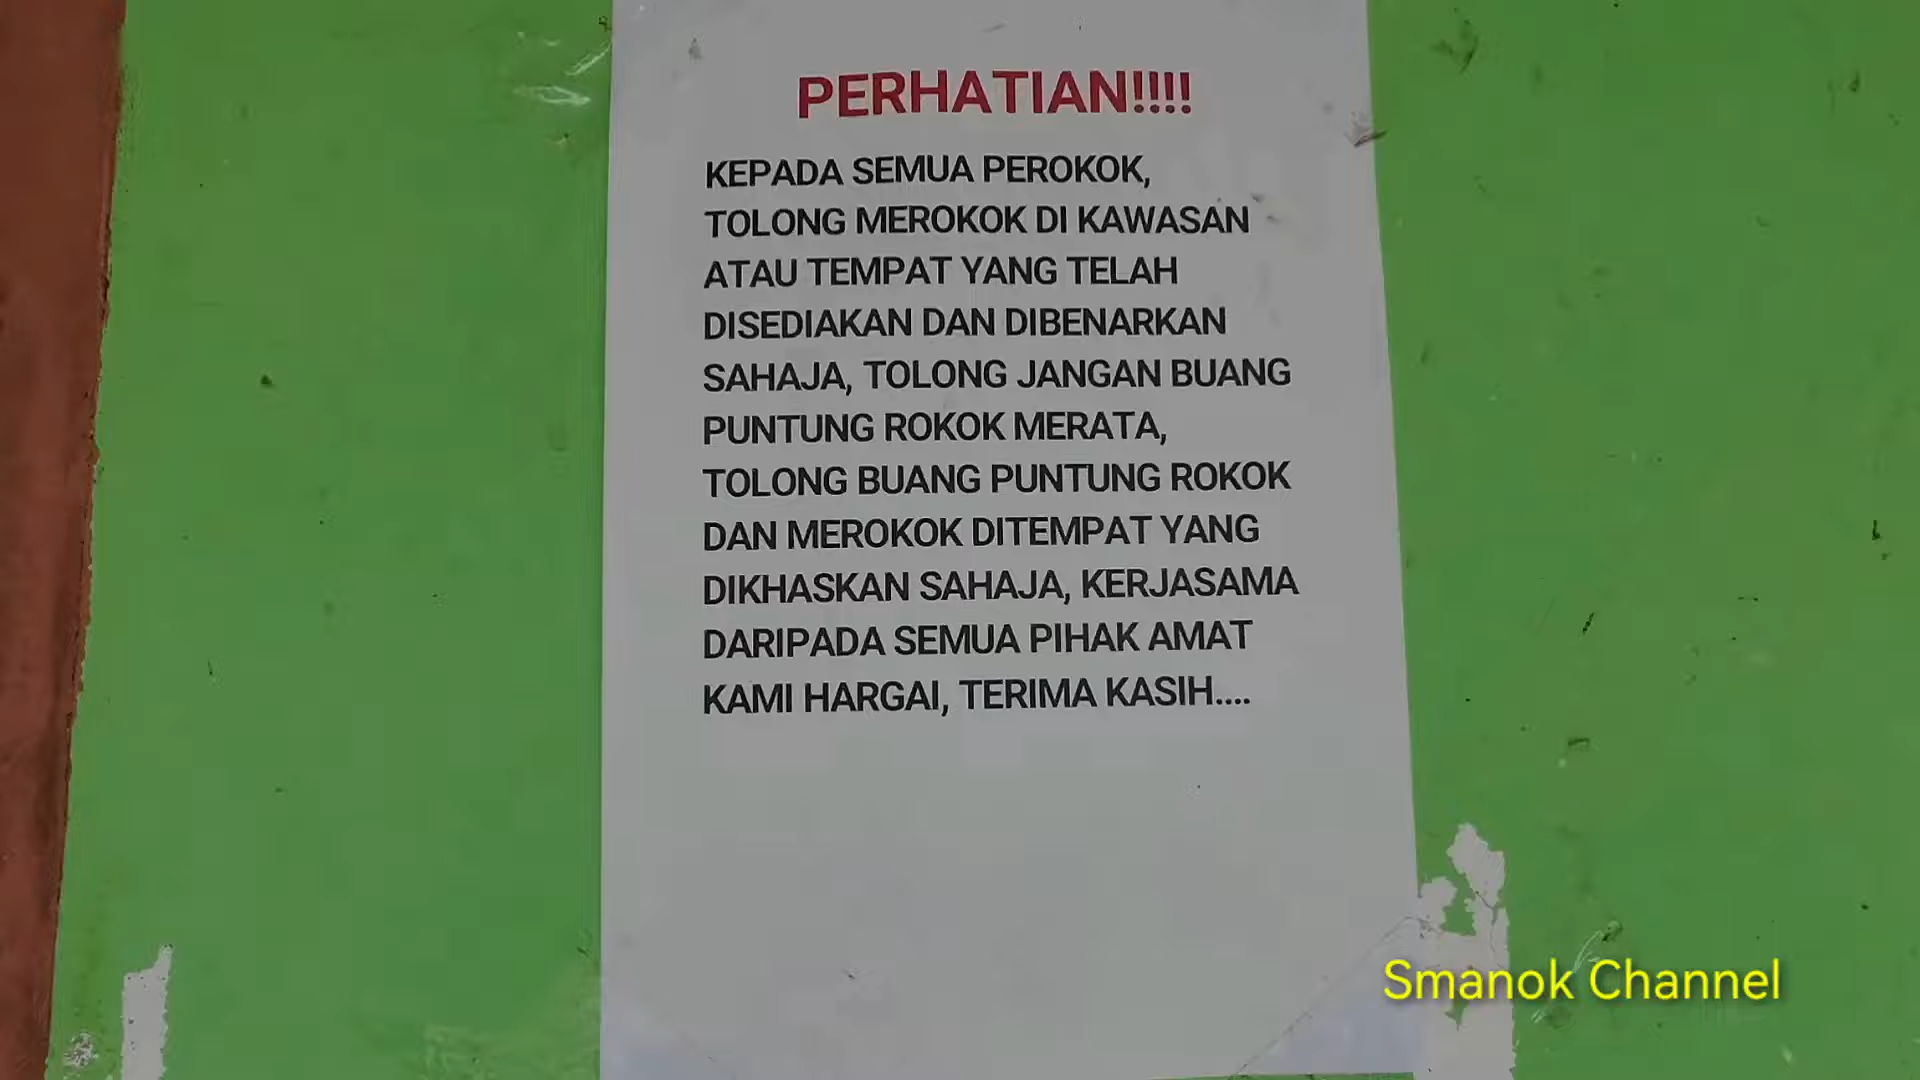 PERHATIAN!!!!
KEPADA SEMUA PEROKOK,
TOLONG MEROKOK DI KAWASAN
ATAU TEMPAT YANG TELAH
DISEDIAKAN DAN DIBENARKAN
SAHAJA, TOLONG JANGAN BUANG
PUNTUNG ROKOK MERATA,
TOLONG BUANG PUNTUNG ROKOK
DAN MEROKOK DITEMPAT YANG
DIKHASKAN SAHAJA, KERJASAMA
DARIPADA SEMUA PIHAK AMAT
KAMI HARGAI, TERIMA KASIH....
Smanok Channel